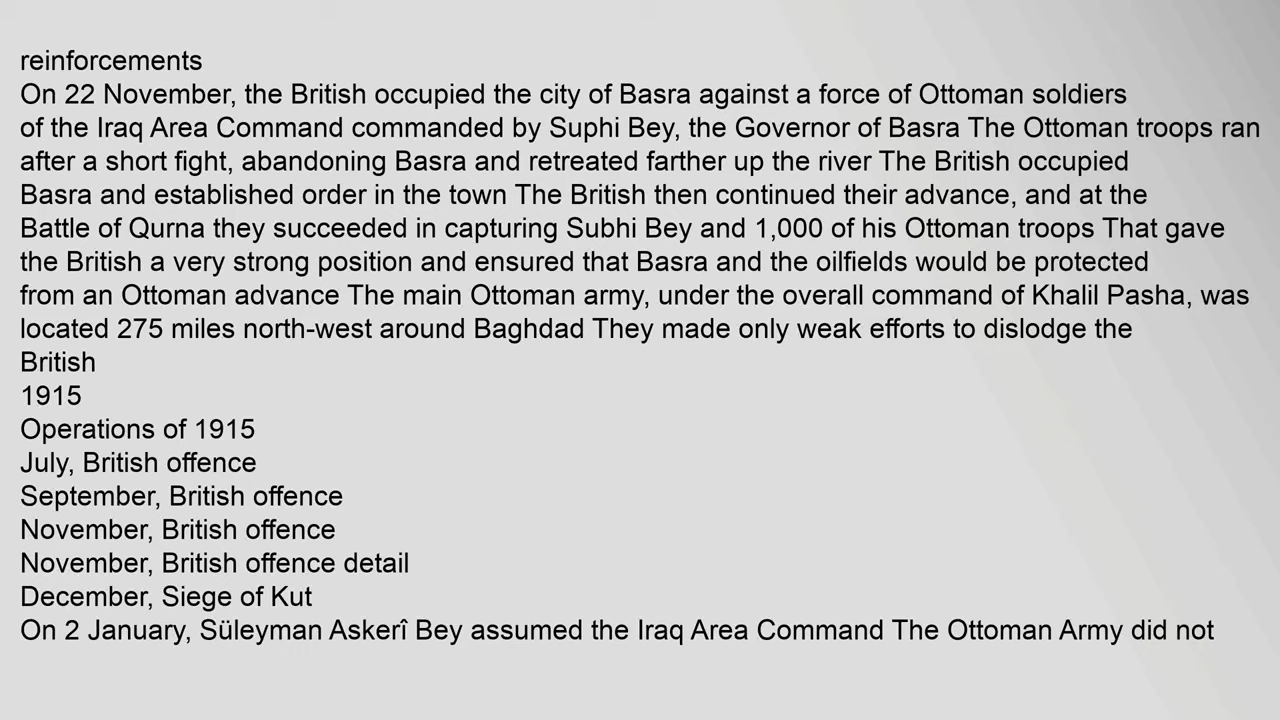 reinforcements
On 22 November, the British occupied the city of Basra against a force of Ottoman soldiers
of the Iraq Area Command commanded by Suphi Bey, the Governor of Basra The Ottoman troops ran
after a short fight, abandoning Basra and retreated farther up the river The British occupied
Basra and established order in the town The British then continued their advance, and at the
Battle of Qurna they succeeded in capturing Subhi Bey and 1,000 of his Ottoman troops That gave
the British a very strong position and ensured that Basra and the oilfields would be protected
from an Ottoman advance The main Ottoman army, under the overall command of Khalil Pasha, was
located 275 miles north-west around Baghdad They made only weak efforts to dislodge the
British
1915
Operations of 1915
July, British offence
September, British offence
November, British offence
November, British offence detail
December, Siege of Kut
On 2 January, Süleyman Askerî Bey assumed the Iraq Area Command The Ottoman Army did not